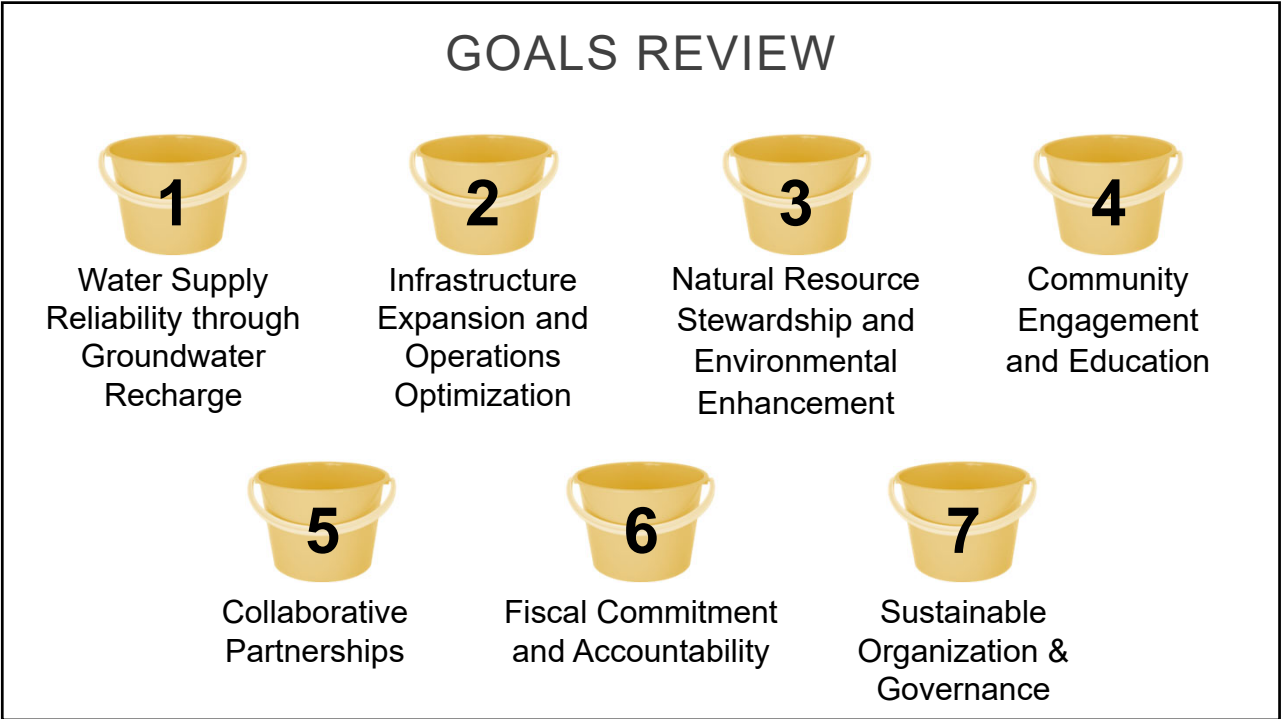 GOALS REVIEW
1
Water Supply
Reliability through
Groundwater
Recharge
2
Infrastructure
Expansion and
Operations
Optimization
3
Natural Resource
Stewardship and
Environmental
Enhancement
4
Community
Engagement
and Education
5
Collaborative
Partnerships
6
Fiscal Commitment
and Accountability
7
Sustainable
Organization &
Governance